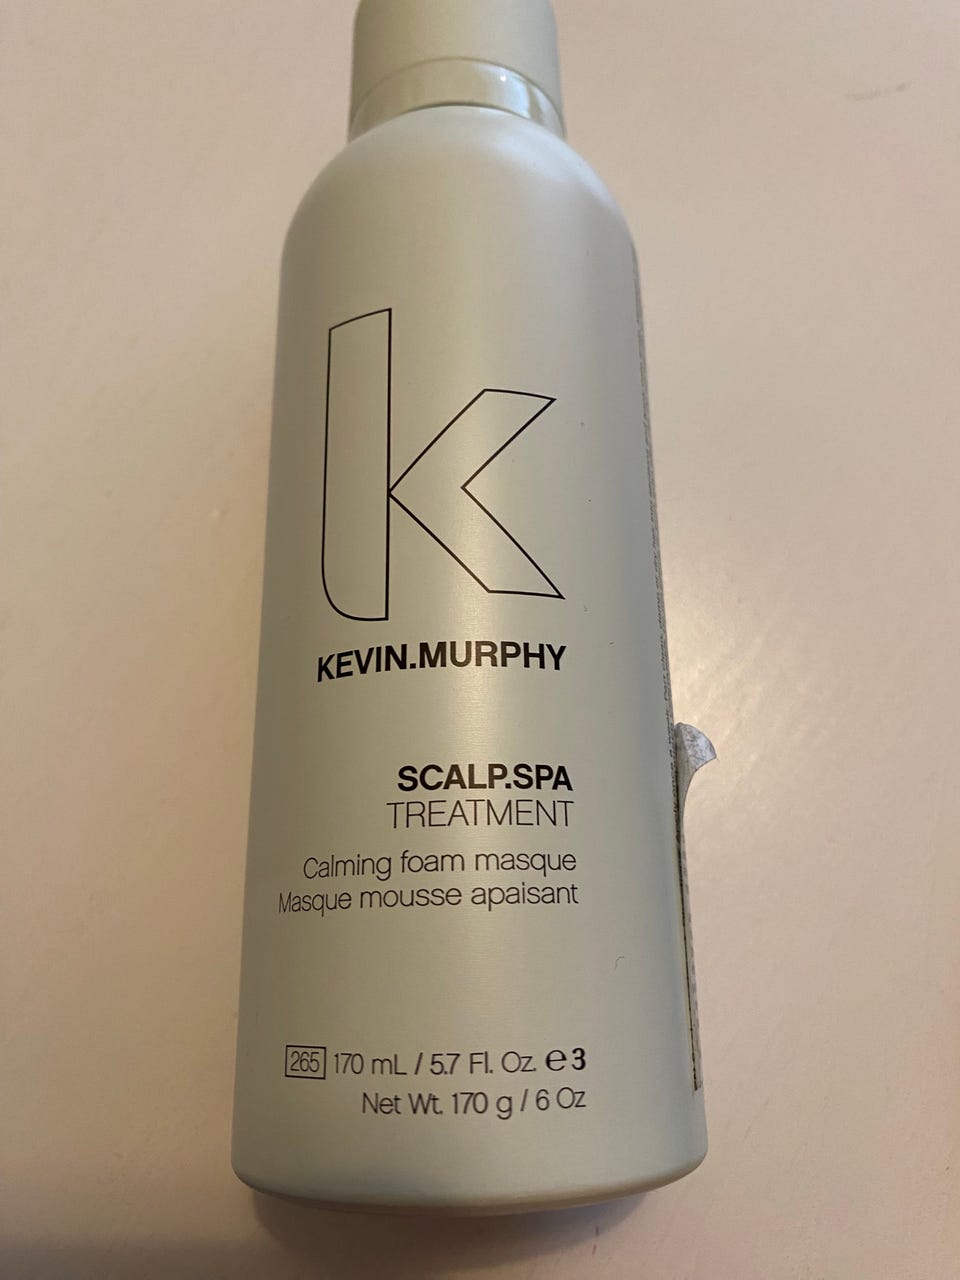 KEVIN.MURPHY
SCALP.SPA
TREATMENT
Calming foam masque
Masque mousse apaisant
265 170 mL / 5.7 Fl. Oz. e3
Net Wt. 170 g / 6 Oz